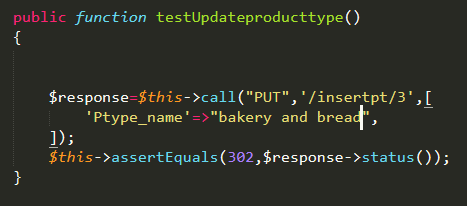 public function testUpdateproducttype()
{
$response=$this->call("PUT",'/insertpt/3',[
'Ptype_name'=>"bakery and bread",
]);
$this->assertEquals(302,$response->status());
}